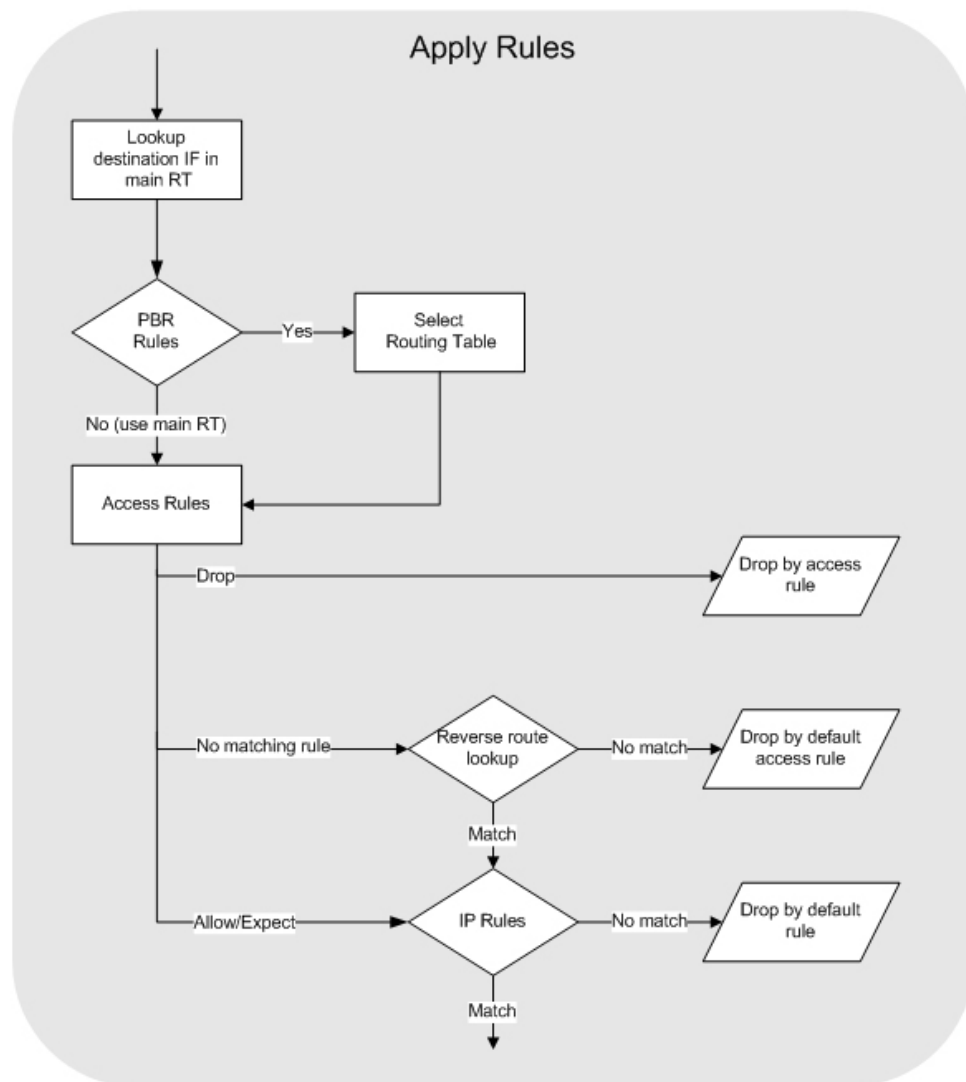 Apply Rules
Lookup
destination IF in
main RT
PBR
Rules
Yes
Select
Routing Table
No (use main RT)
Access Rules
Drop
Drop by access
rule
No matching rule
Reverse route
lookup
No match
Drop by default
access rule
Match
Allow/Expect
IP Rules
No match
Drop by default
rule
Match